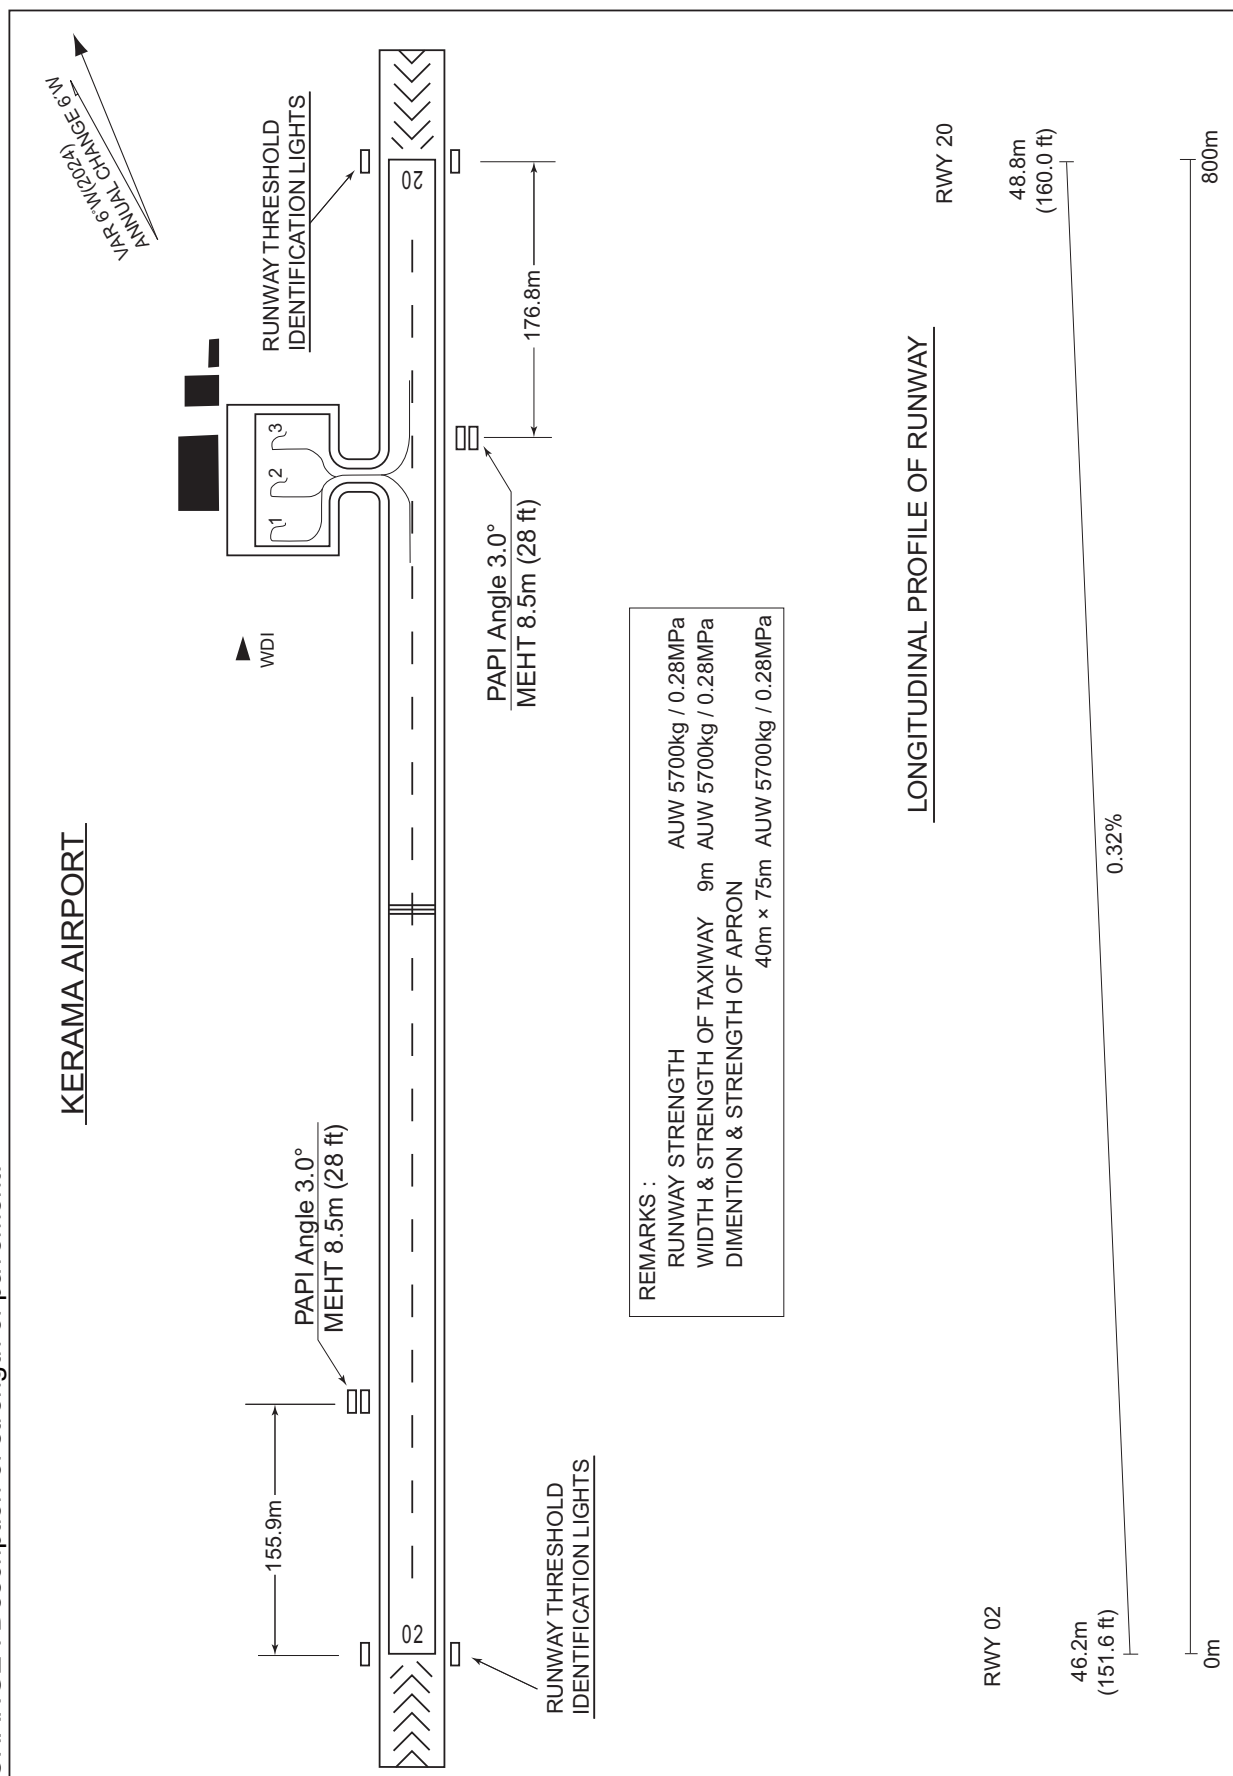 KERAMA AIRPORT
VAR 6°W(2024)
ANNUAL CHANGE 6'W
RUNWAY THRESHOLD
IDENTIFICATION LIGHTS
1
2
3
WDI
PAPI Angle 3.0°
MEHT 8.5m (28 ft)
155.9m
02
20
176.8m
PAPI Angle 3.0°
MEHT 8.5m (28 ft)
RUNWAY THRESHOLD
IDENTIFICATION LIGHTS
REMARKS :
RUNWAY STRENGTH AUW 5700kg / 0.28MPa
WIDTH & STRENGTH OF TAXIWAY 9m AUW 5700kg / 0.28MPa
DIMENTION & STRENGTH OF APRON
40m × 75m AUW 5700kg / 0.28MPa
LONGITUDINAL PROFILE OF RUNWAY
RWY 02
RWY 20
46.2m
(151.6 ft)
48.8m
(160.0 ft)
0.32%
0m
800m